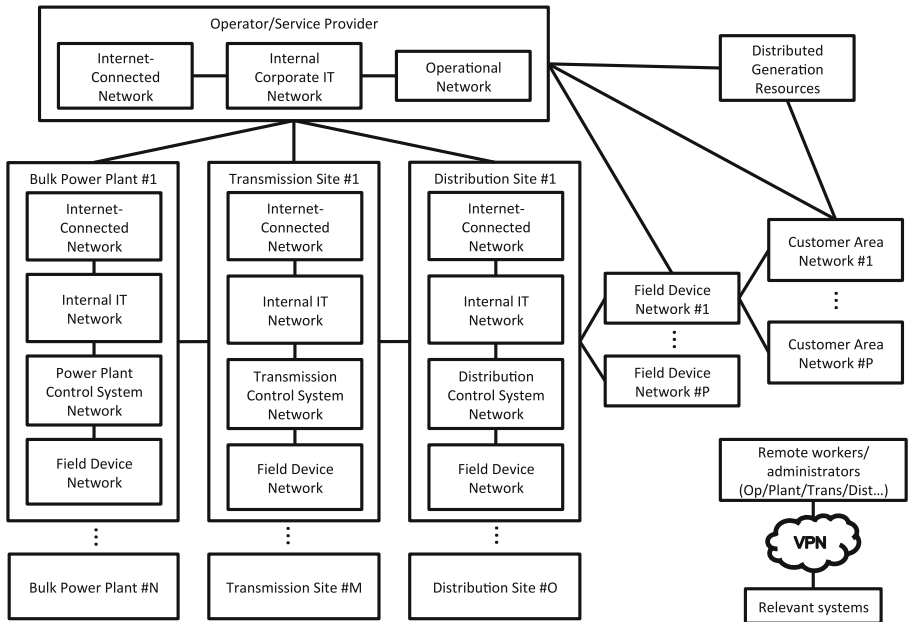 Operator/Service Provider
Internet-
Connected
Network
Internal
Corporate IT
Network
Operational
Network
Distributed
Generation
Resources
Bulk Power Plant #1
Internet-
Connected
Network
Internal IT
Network
Power Plant
Control System
Network
Field Device
Network
Transmission Site #1
Internet-
Connected
Network
Internal IT
Network
Transmission
Control System
Network
Field Device
Network
Distribution Site #1
Internet-
Connected
Network
Internal IT
Network
Distribution
Control System
Network
Field Device
Network
Field Device
Network #1
Field Device
Network #P
Customer Area
Network #1
Customer Area
Network #P
Bulk Power Plant #N
Transmission Site #M
Distribution Site #O
Remote workers/
administrators
(Op/Plant/Trans/Dist...)
VPN
Relevant systems